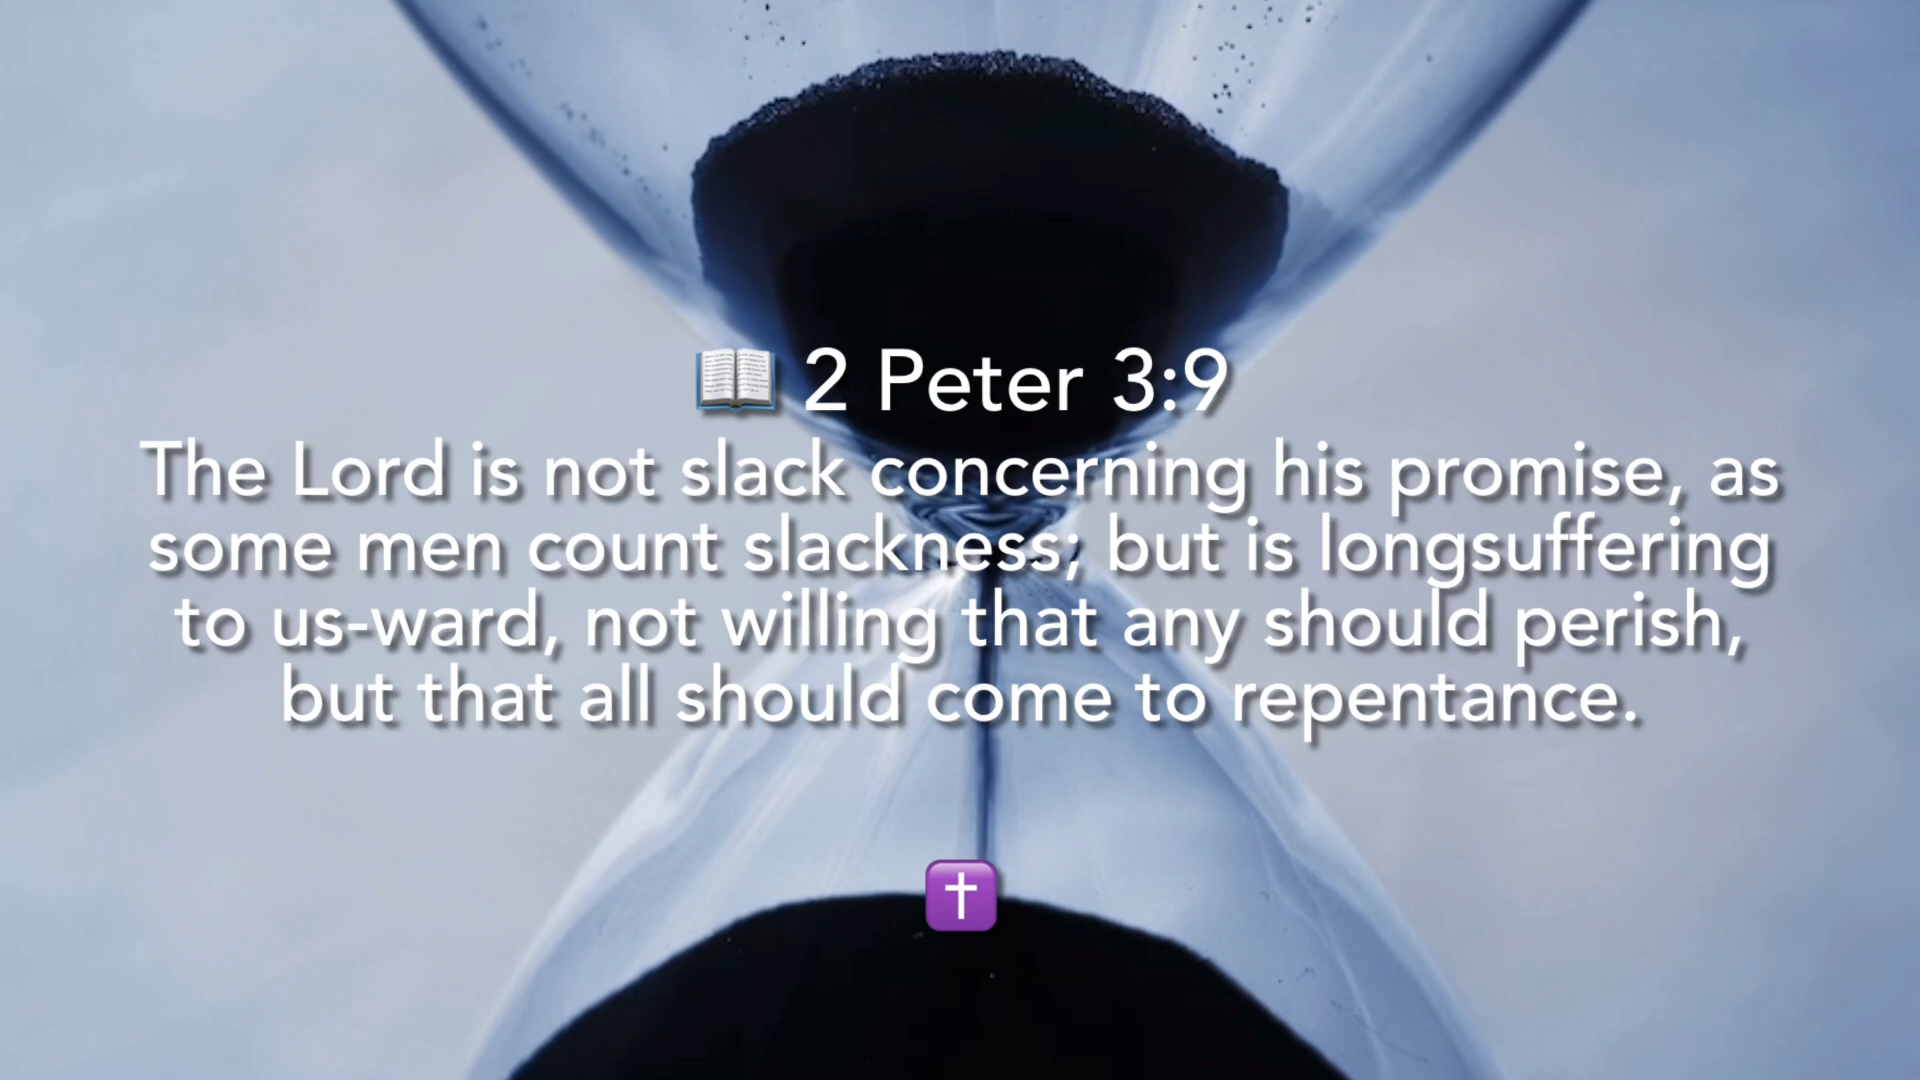 📖 2 Peter 3:9
The Lord is not slack concerning his promise, as
some men count slackness; but is longsuffering
to us-ward, not willing that any should perish,
but that all should come to repentance.
✝️